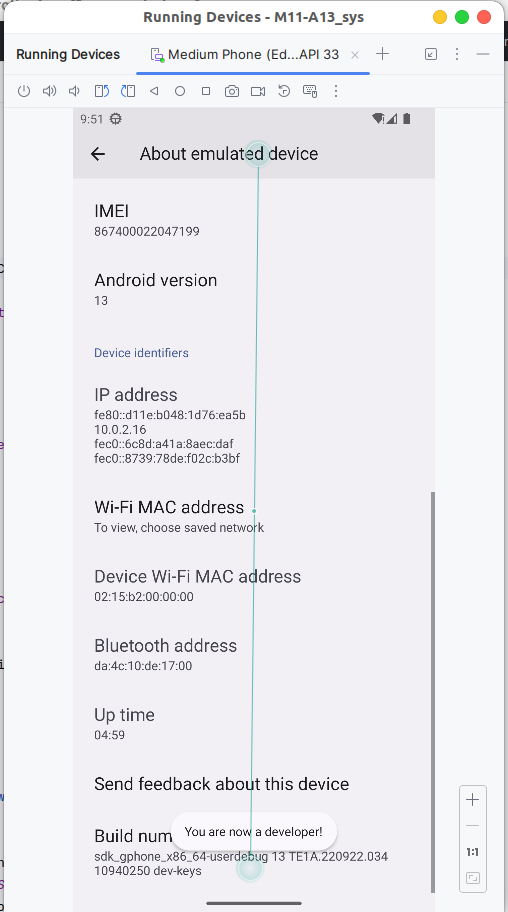 Running Devices - M11-A13_sys
Running Devices
Medium Phone (Ed...API 33
9:51
About emulated device
IMEI
867400022047199
Android version
13
Device identifiers
IP address
fe80::d11e:b048:1d76:ea5b
10.0.2.16
fec0::6c8d:a41a:8aec:daf
fec0::8739:78de:f02c:b3bf
Wi-Fi MAC address
To view, choose saved network
Device Wi-Fi MAC address
02:15:b2:00:00:00
Bluetooth address
da:4c:10:de:17:00
Up time
04:59
Send feedback about this device
You are now a developer!
Build num
sdk_gphone_x86_64-userdebug 13 TE1A.220922.034
10940250 dev-keys
1:1